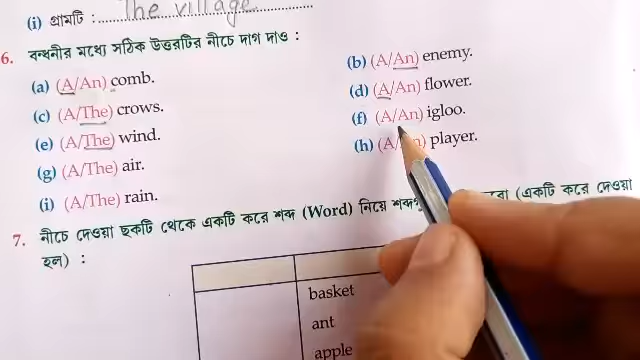 (i) গ্রামটি : The village.
6. বন্ধনীর মধ্যে সঠিক উত্তরটির নীচে দাগ দাও :
(a) (A/An) comb.
(b) (A/An) enemy.
(c) (A/The) crows.
(d) (A/An) flower.
(e) (A/The) wind.
(f) (A/An) igloo.
(g) (A/The) air.
(h) (A/An) player.
(i) (A/The) rain.
7. নীচে দেওয়া ছকটি থেকে একটি করে শব্দ (Word) নিয়ে (একটি করে দেওয়া
হল) :
basket
ant
apple